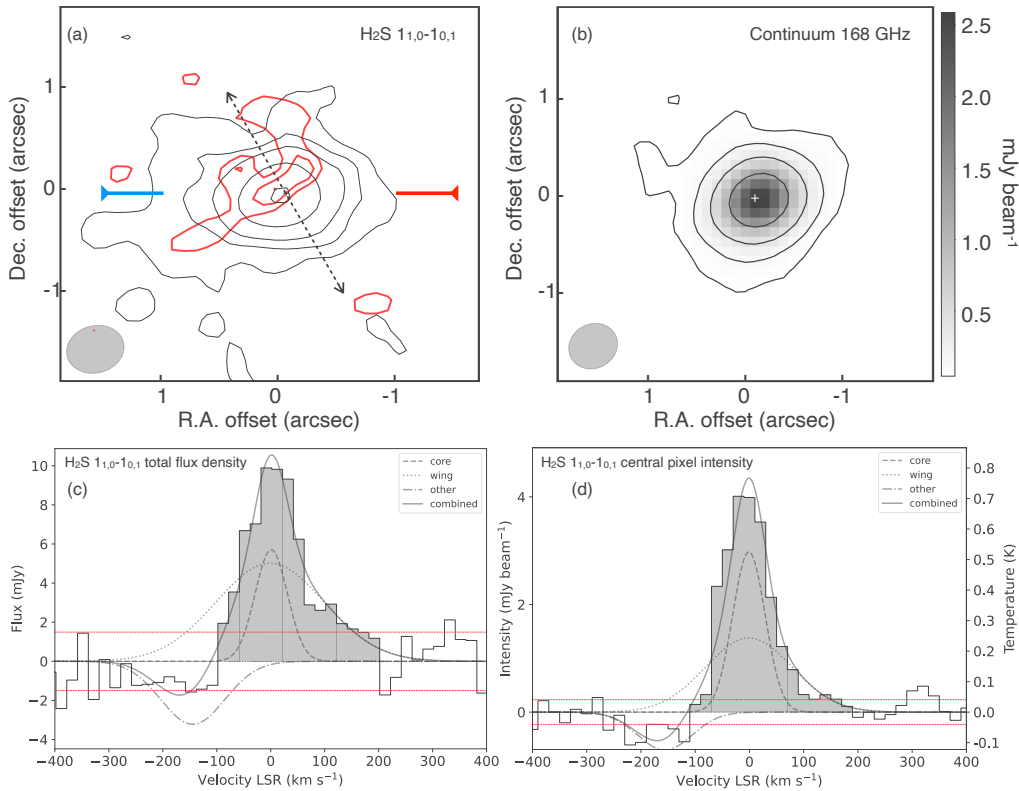 (a) H₂S 1₁,₀-1₀,₁
Dec. offset (arcsec)
1
0
-1
1 0 -1
R.A. offset (arcsec)
(b) Continuum 168 GHz
Dec. offset (arcsec)
1
0
-1
1 0 -1
R.A. offset (arcsec)
2.5
2.0
1.5
1.0
0.5
mJy beam⁻¹
H₂S 1₁,₀-1₀,₁ total flux density
(c)
core
wing
other
combined
Flux (mJy)
10
8
6
4
2
0
−2
−4
−400 −300 −200 −100 0 100 200 300 400
Velocity LSR (km s⁻¹)
H₂S 1₁,₀-1₀,₁ central pixel intensity
(d)
core
wing
other
combined
Intensity (mJy beam⁻¹)
4
2
0
−400 −300 −200 −100 0 100 200 300 400
Velocity LSR (km s⁻¹)
0.8
0.7
0.6
0.5
0.4
0.3
0.2
0.1
0.0
−0.1
Temperature (K)